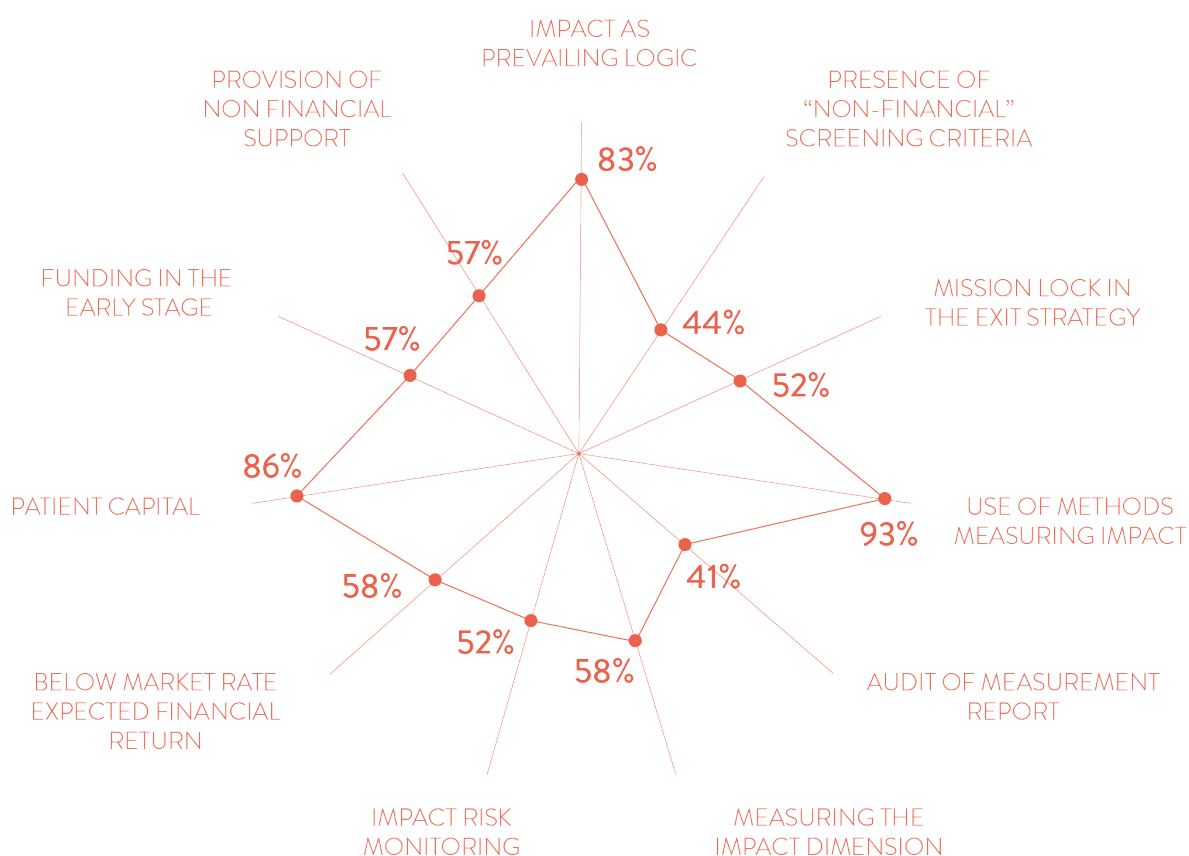 IMPACT AS
PREVAILING LOGIC
83%
PRESENCE OF
“NON-FINANCIAL”
SCREENING CRITERIA
44%
MISSION LOCK IN
THE EXIT STRATEGY
52%
USE OF METHODS
MEASURING IMPACT
93%
AUDIT OF MEASUREMENT
REPORT
41%
MEASURING THE
IMPACT DIMENSION
58%
IMPACT RISK
MONITORING
52%
BELOW MARKET RATE
EXPECTED FINANCIAL
RETURN
58%
PATIENT CAPITAL
86%
FUNDING IN THE
EARLY STAGE
57%
PROVISION OF
NON FINANCIAL
SUPPORT
57%